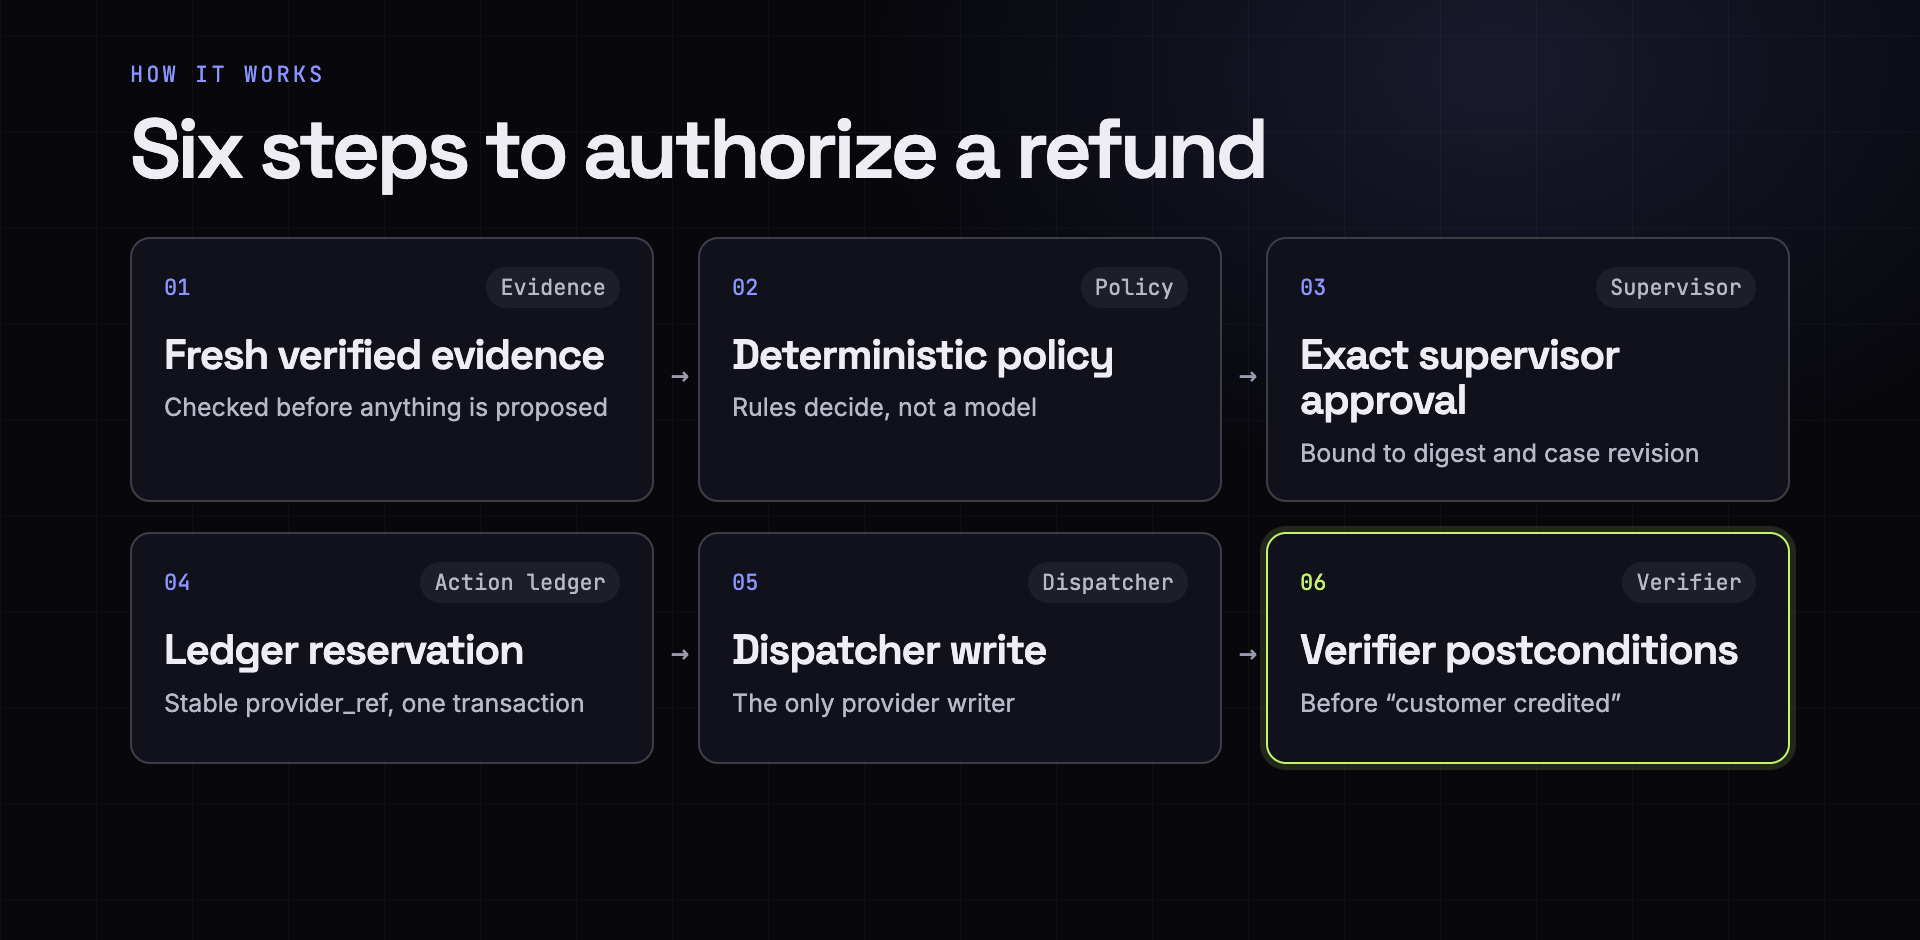 HOW IT WORKS
Six steps to authorize a refund
01
Evidence
Fresh verified evidence
Checked before anything is proposed
→
02
Policy
Deterministic policy
Rules decide, not a model
→
03
Supervisor
Exact supervisor
approval
Bound to digest and case revision
04
Action ledger
Ledger reservation
Stable provider_ref, one transaction
→
05
Dispatcher
Dispatcher write
The only provider writer
→
06
Verifier
Verifier postconditions
Before “customer credited”